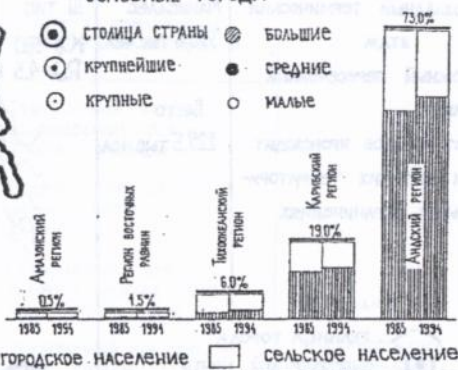 СТОЛИЦА СТРАНЫ
КРУПНЕЙШИЕ
КРУПНЫЕ
БОЛЬШИЕ
СРЕДНИЕ
МАЛЫЕ
АМАЗОНСКИЙ
РЕГИОН
0.5%
1985 1994
РЕГИОН ВОСТОЧНЫХ
РАВНИН
1.5%
1985 1994
ТИХООКЕАНСКИЙ
РЕГИОН
6.0%
1985 1994
КАРИБСКИЙ
РЕГИОН
19.0%
1985 1994
АНДСКИЙ РЕГИОН
73.0%
1985 1994
ГОРОДСКОЕ НАСЕЛЕНИЕ
СЕЛЬСКОЕ НАСЕЛЕНИЕ